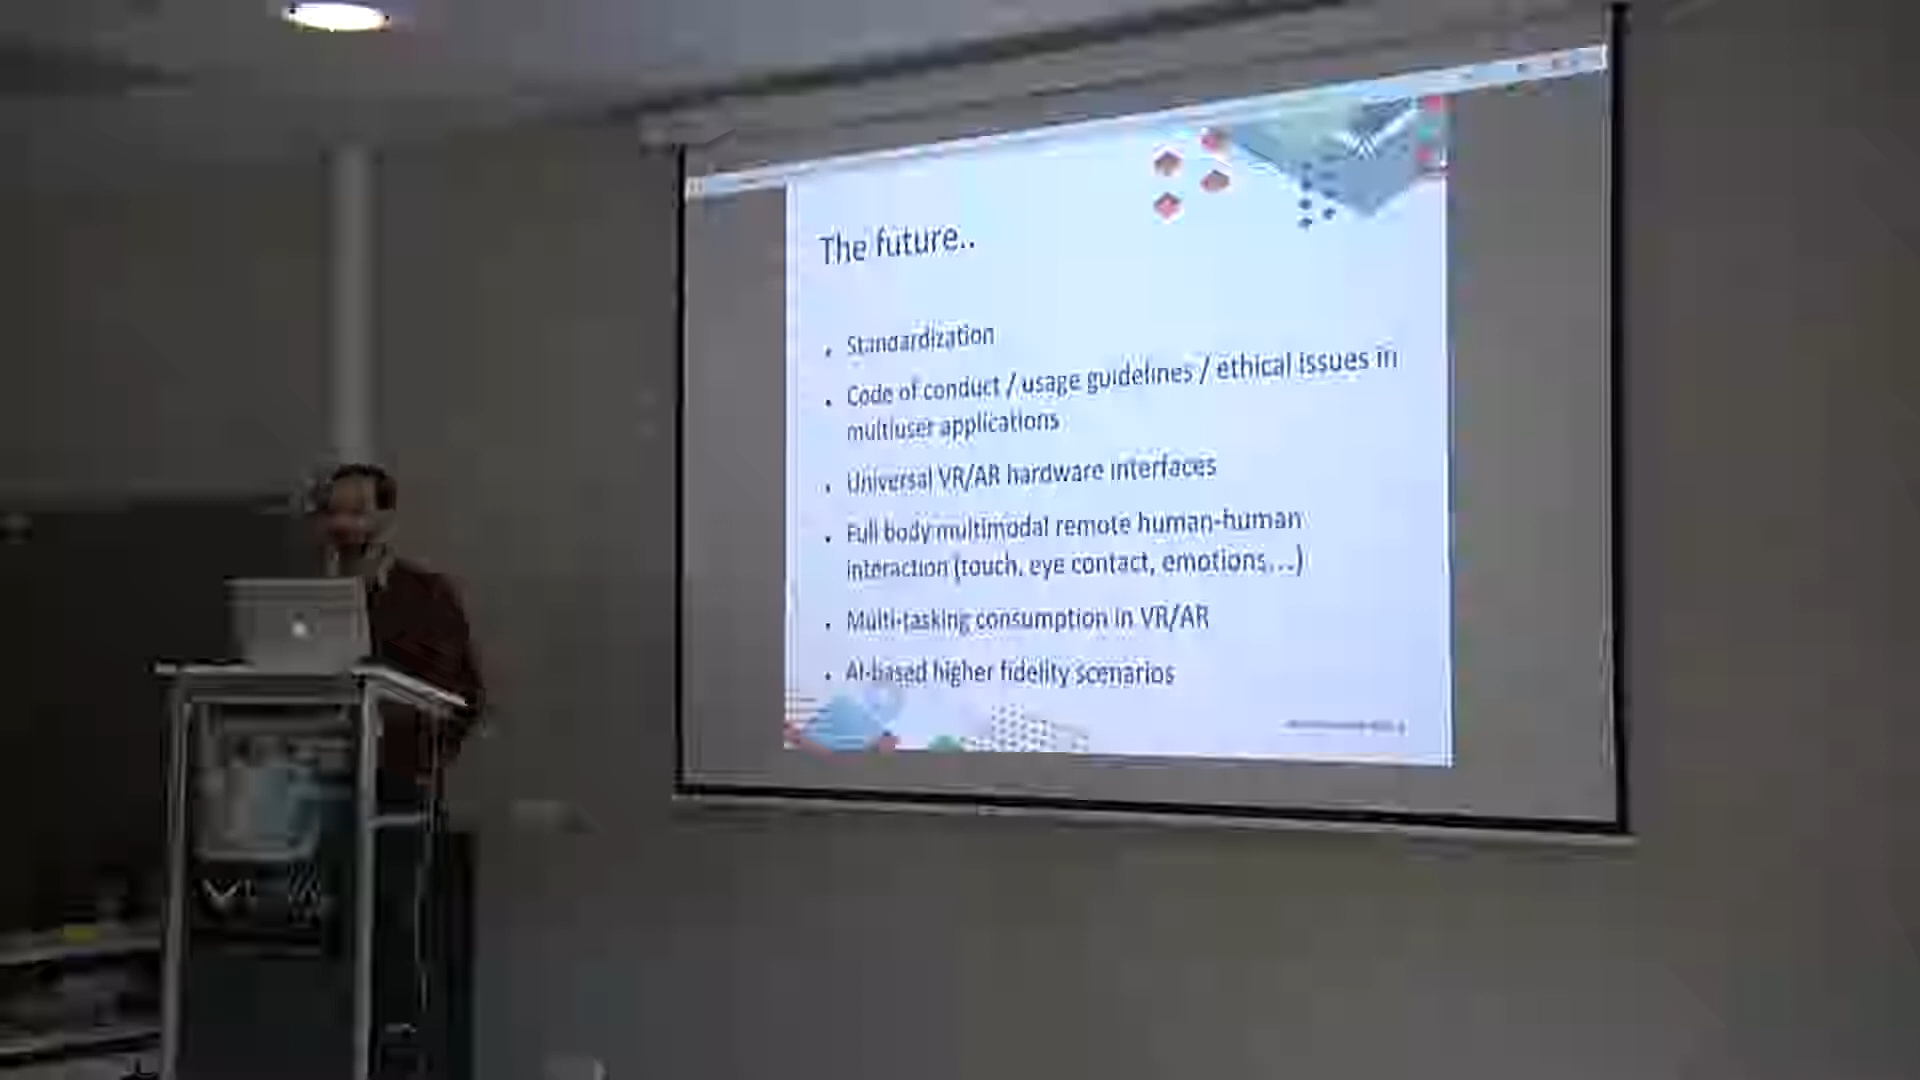 The future..
• Standardization
• Code of conduct / usage guidelines / ethical issues in
multiuser applications
• Universal VR/AR hardware interfaces
• Full body multimodal remote human-human
interaction (touch, eye contact, emotions...)
• Multi-tasking consumption in VR/AR
• AI-based higher fidelity scenarios